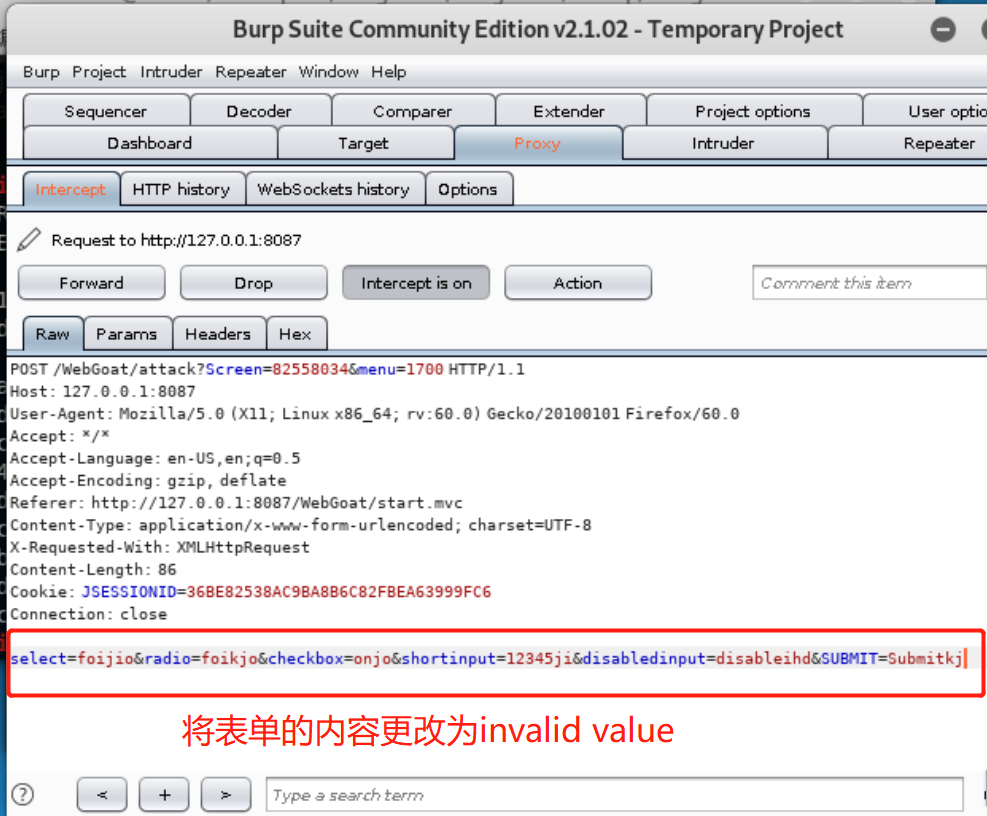 Burp Suite Community Edition v2.1.02 - Temporary Project
Burp Project Intruder Repeater Window Help
Sequencer Decoder Comparer Extender Project options User optio
Dashboard Target Proxy Intruder Repeater
Intercept HTTP history WebSockets history Options
Request to http://127.0.0.1:8087
Forward Drop Intercept is on Action Comment this item
Raw Params Headers Hex
POST /WebGoat/attack?Screen=82558034&menu=1700 HTTP/1.1
Host: 127.0.0.1:8087
User-Agent: Mozilla/5.0 (X11; Linux x86_64; rv:60.0) Gecko/20100101 Firefox/60.0
Accept: */*
Accept-Language: en-US,en;q=0.5
Accept-Encoding: gzip, deflate
Referer: http://127.0.0.1:8087/WebGoat/start.mvc
Content-Type: application/x-www-form-urlencoded; charset=UTF-8
X-Requested-With: XMLHttpRequest
Content-Length: 86
Cookie: JSESSIONID=36BE82538AC9BA8B6C82FBEA63999FC6
Connection: close
select=foijio&radio=foikjo&checkbox=onjo&shortinput=12345ji&disabledinput=disableihd&SUBMIT=Submitkj
将表单的内容更改为invalid value
? < + > Type a search term